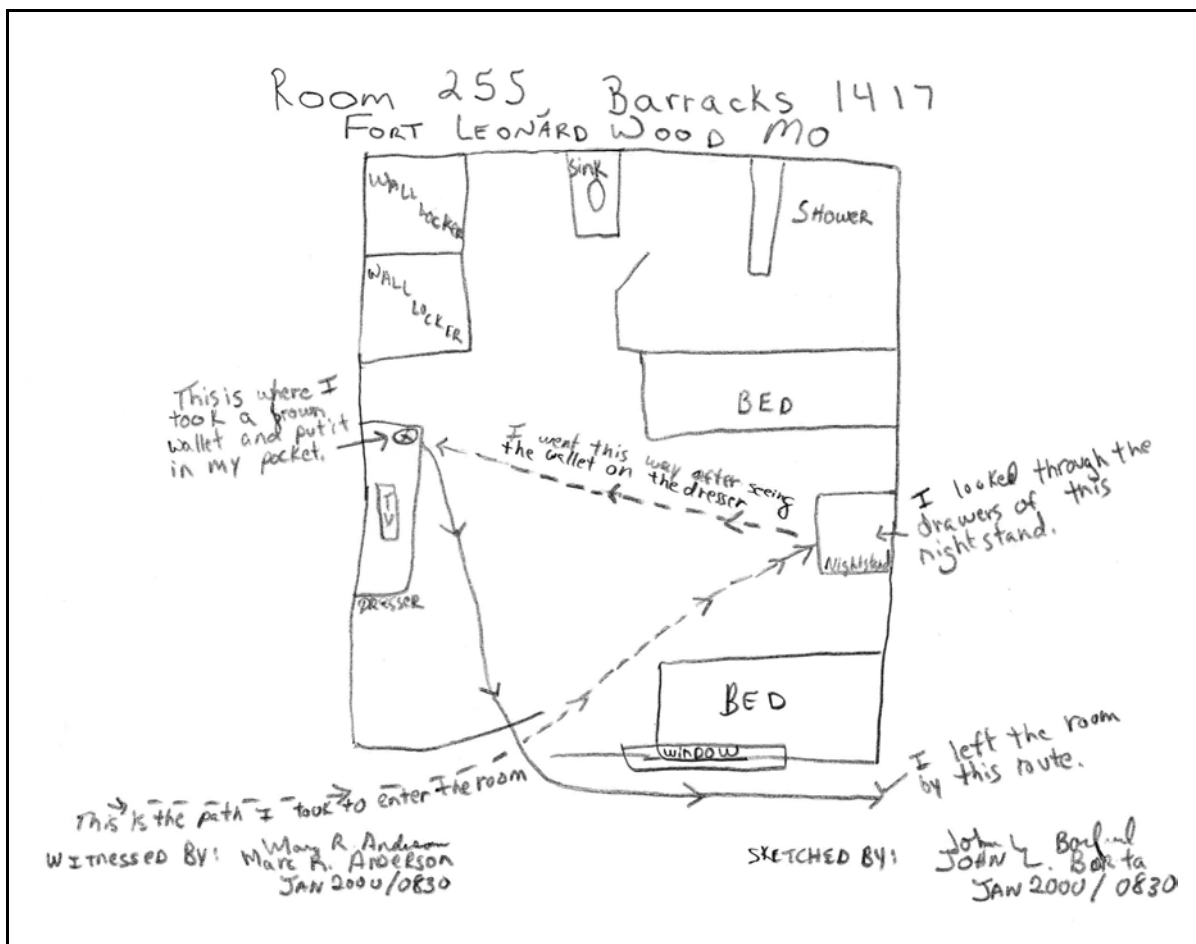 Room 255, Barracks 1417
FORT LEONARD WOOD MO
WALL
LOCKER
WALL
LOCKER
Sink
SHOWER
BED
This is where I
took a brown
wallet and put it
in my pocket.
I went this way after seeing
the wallet on the dresser
I looked through the
drawers of this
night stand.
TV
Nightstand
DRESSER
BED
WINDOW
I left the room
by this route.
This is the path I took to enter the room
WITNESSED BY:
Marc R. Anderson
JAN 2000/0830
SKETCHED BY:
JOHN L. BORta
JAN 2000/0830